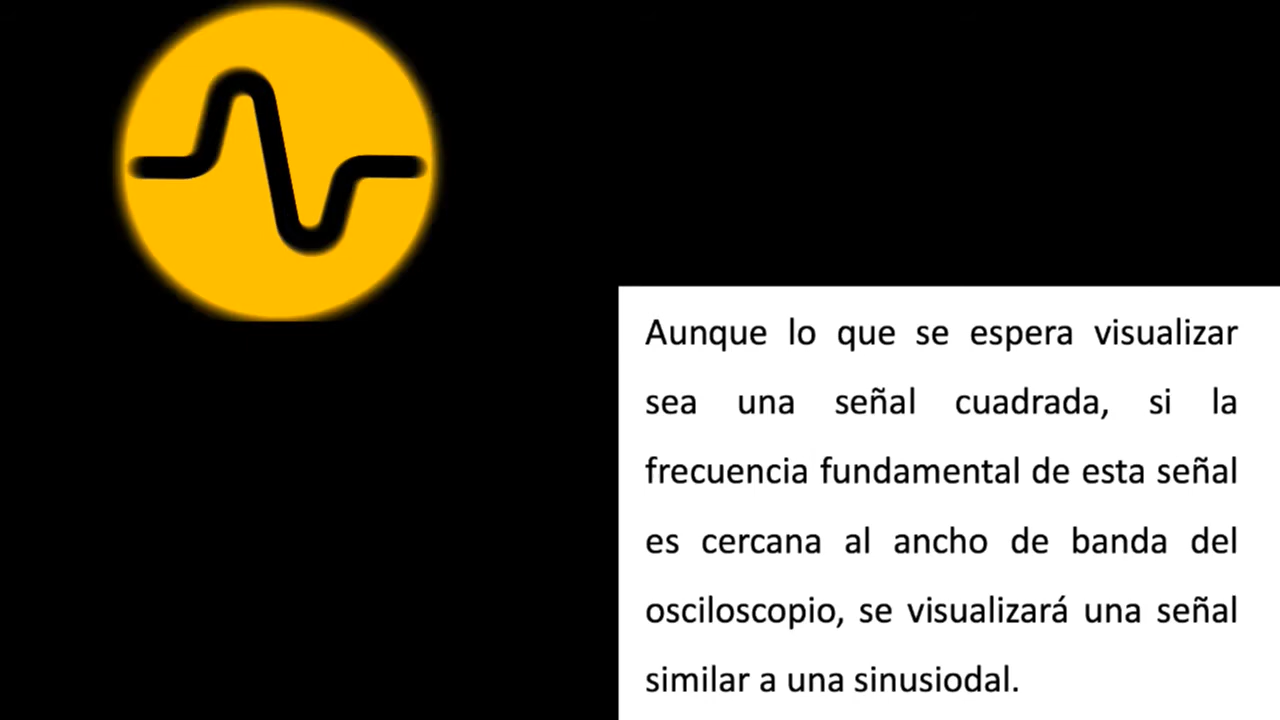 Aunque lo que se espera visualizar
sea una señal cuadrada, si la
frecuencia fundamental de esta señal
es cercana al ancho de banda del
osciloscopio, se visualizará una señal
similar a una sinusiodal.